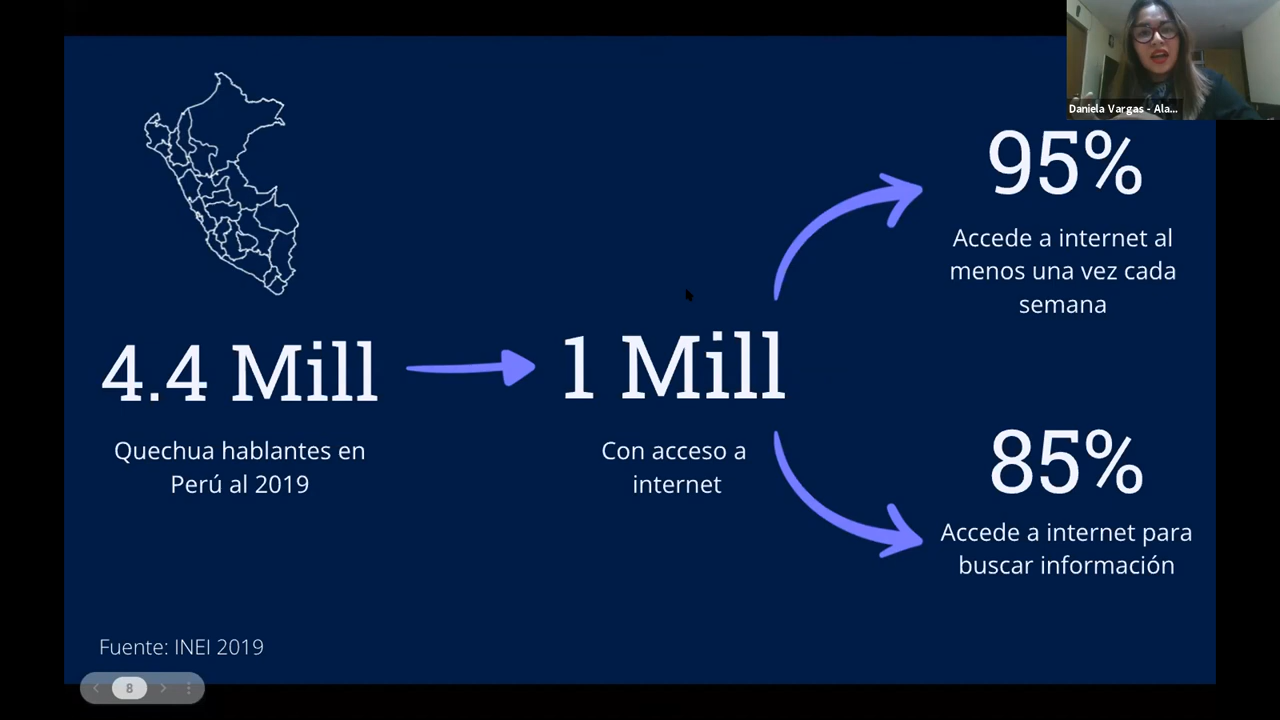 Daniela Vargas - Ala...
95%
Accede a internet al
menos una vez cada
semana
4.4 Mill
1 Mill
Quechua hablantes en
Perú al 2019
Con acceso a
internet
85%
Accede a internet para
buscar información
Fuente: INEI 2019
8